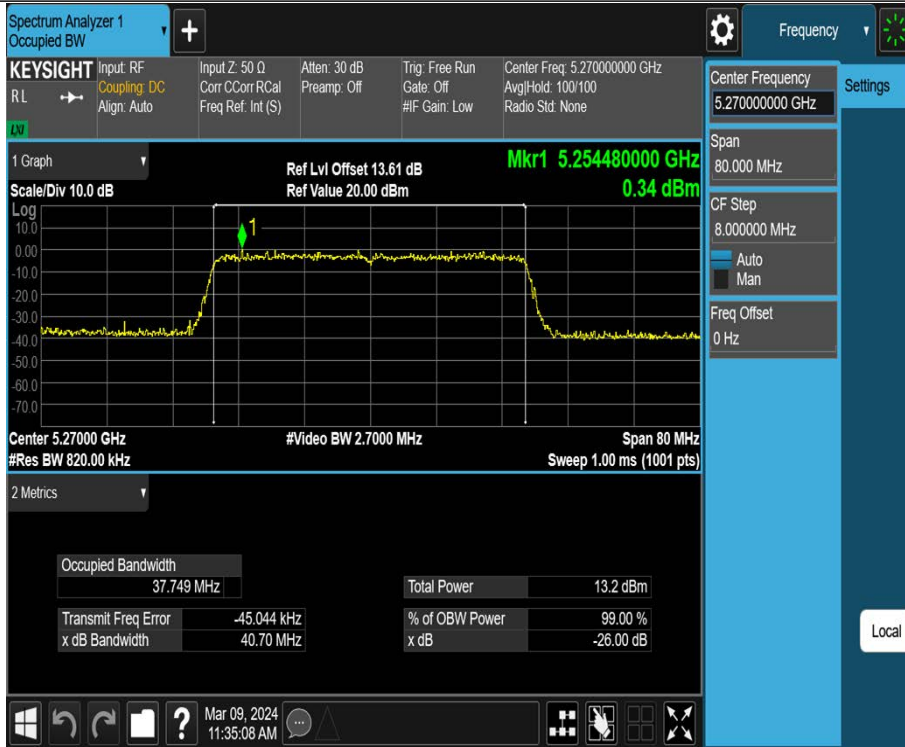 Spectrum Analyzer 1
Occupied BW
+
Frequency
KEYSIGHT
R L
LXI
Input: RF
Coupling: DC
Align: Auto
Input Z: 50 Ω
Corr CCorr RCal
Freq Ref: Int (S)
Atten: 30 dB
Preamp: Off
Trig: Free Run
Gate: Off
#IF Gain: Low
Center Freq: 5.270000000 GHz
Avg|Hold: 100/100
Radio Std: None
Center Frequency
5.270000000 GHz
Settings
Span
80.000 MHz
CF Step
8.000000 MHz
Auto
Man
Freq Offset
0 Hz
1 Graph
Scale/Div 10.0 dB
Ref Lvl Offset 13.61 dB
Ref Value 20.00 dBm
Mkr1 5.254480000 GHz
0.34 dBm
Log
10.0
0.00
-10.0
-20.0
-30.0
-40.0
-50.0
-60.0
-70.0
1
Center 5.27000 GHz
#Video BW 2.7000 MHz
Span 80 MHz
#Res BW 820.00 kHz
Sweep 1.00 ms (1001 pts)
2 Metrics
Occupied Bandwidth
37.749 MHz
Total Power 13.2 dBm
Transmit Freq Error -45.044 kHz
% of OBW Power 99.00 %
x dB Bandwidth 40.70 MHz
x dB -26.00 dB
Local
?
Mar 09, 2024
11:35:08 AM